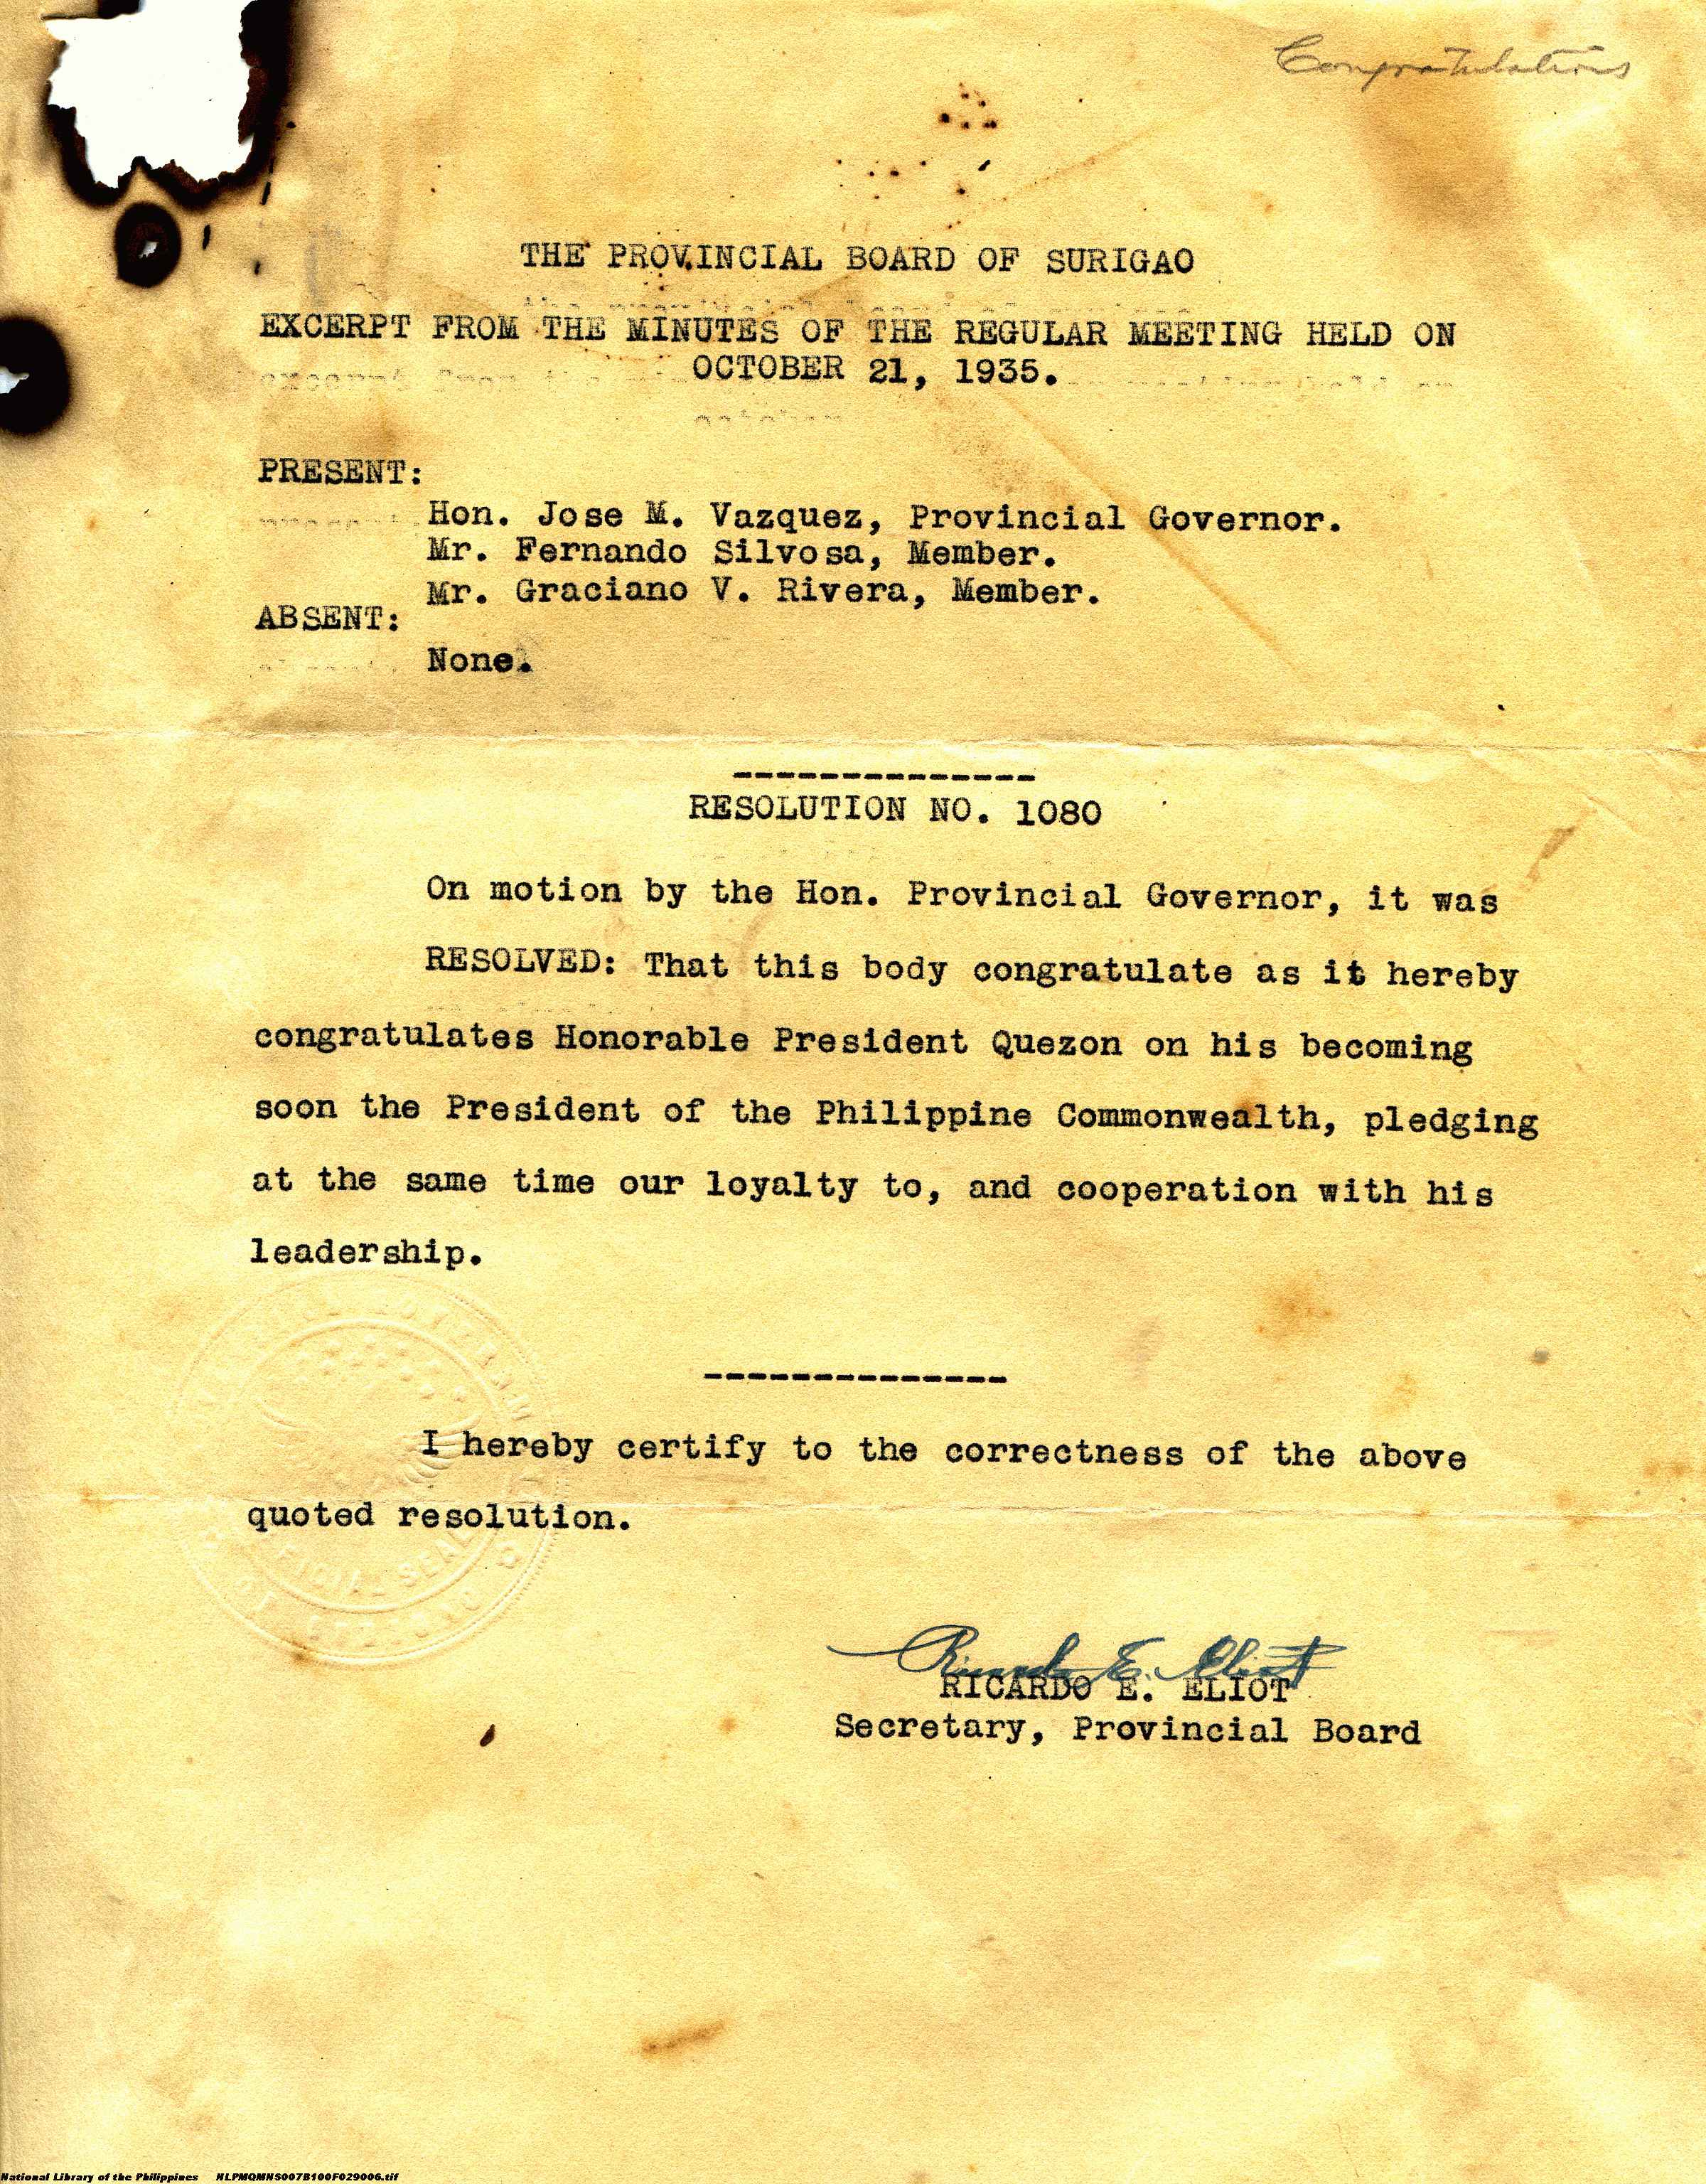 Congratulations
THE PROVINCIAL BOARD OF SURIGAO
EXCERPT FROM THE MINUTES OF THE REGULAR MEETING HELD ON
OCTOBER 21, 1935.
PRESENT:
Hon. Jose M. Vazquez, Provincial Governor.
Mr. Fernando Silvosa, Member.
Mr. Graciano V. Rivera, Member.
ABSENT:
None.
--------------
RESOLUTION NO. 1080
On motion by the Hon. Provincial Governor, it was
RESOLVED: That this body congratulate as it hereby
congratulates Honorable President Quezon on his becoming
soon the President of the Philippine Commonwealth, pledging
at the same time our loyalty to, and cooperation with his
leadership.
--------------
I hereby certify to the correctness of the above
quoted resolution.
OFFICIAL SEAL
Ricardo E. Eliot
RICARDO E. ELIOT
Secretary, Provincial Board
National Library of the Philippines NLPMQMNS007B100F029006.tif